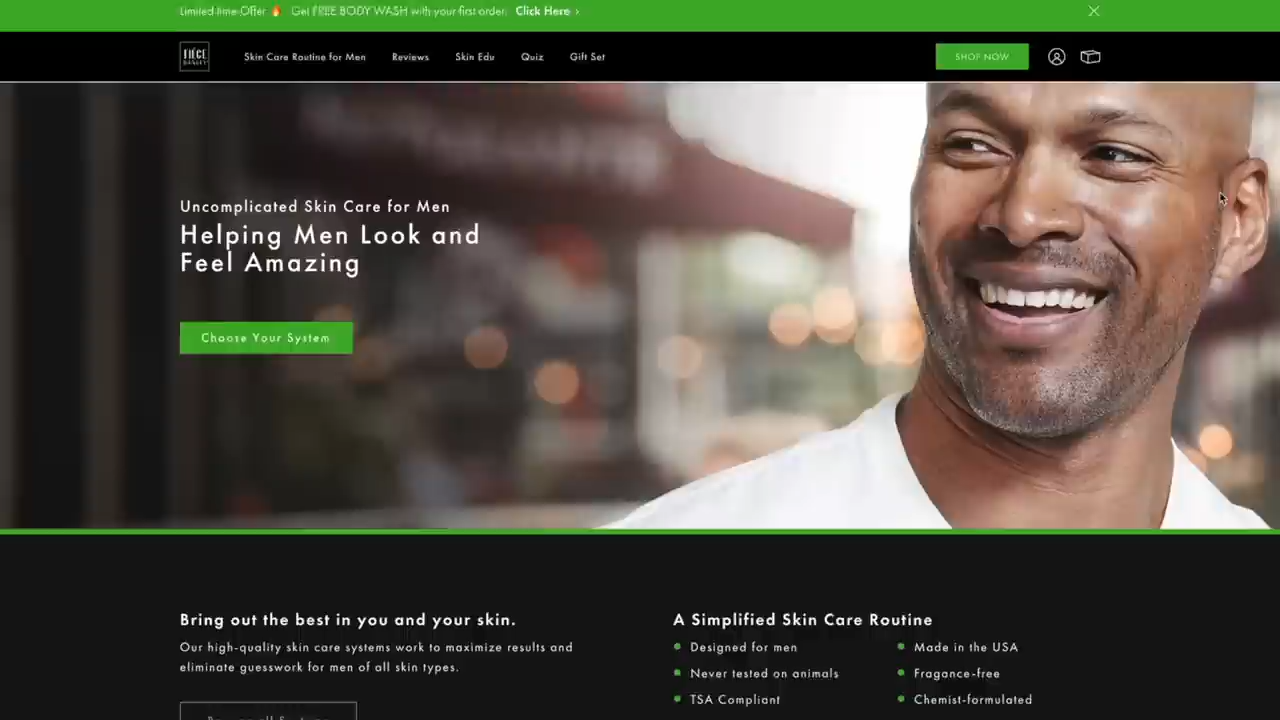 Limited time Offer 🔥 Get FREE BODY WASH with your first order. Click Here ›
TIEGE
HANLEY
Skin Care Routine for Men
Reviews
Skin Edu
Quiz
Gift Set
SHOP NOW
Uncomplicated Skin Care for Men
Helping Men Look and
Feel Amazing
Choose Your System
Bring out the best in you and your skin.
Our high-quality skin care systems work to maximize results and
eliminate guesswork for men of all skin types.
A Simplified Skin Care Routine
Designed for men
Made in the USA
Never tested on animals
Fragance-free
TSA Compliant
Chemist-formulated